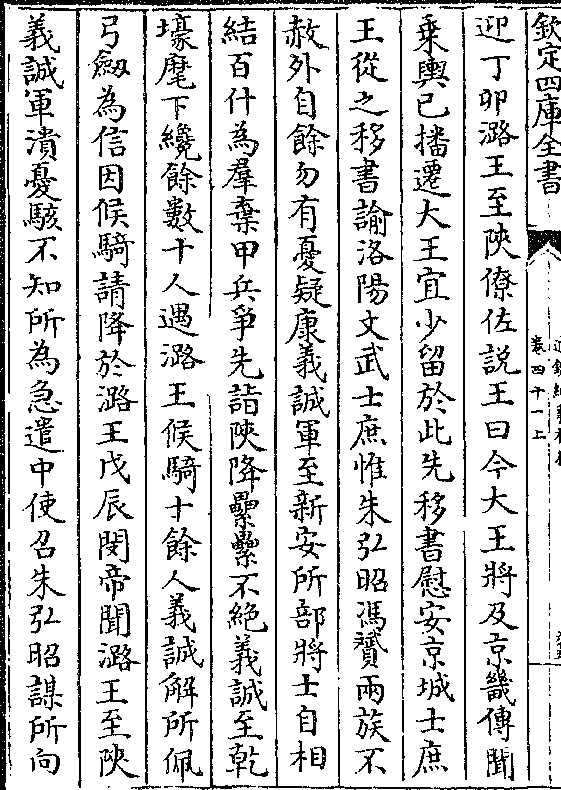 欽定四庫全書
卷四十一上
迎丁卯潞王至陜僚佐説王曰今大王將及京畿傳聞
乗輿已播遷大王宜少留於此先移書慰安京城士庶
王從之移書諭洛陽文武士庶惟朱弘昭馮贇兩族不
赦外自餘勿有憂疑康義誠軍至新安所部將士自相
結百什為羣棄甲兵爭先詣陜降纍纍不絶義誠至乾
壕麾下纔餘數十人遇潞王候騎十餘人義誠解所佩
弓劒為信因候騎請降於潞王戊辰閔帝聞潞王至陜
義誠軍潰憂駭不知所為急遣中使召朱弘昭謀所向